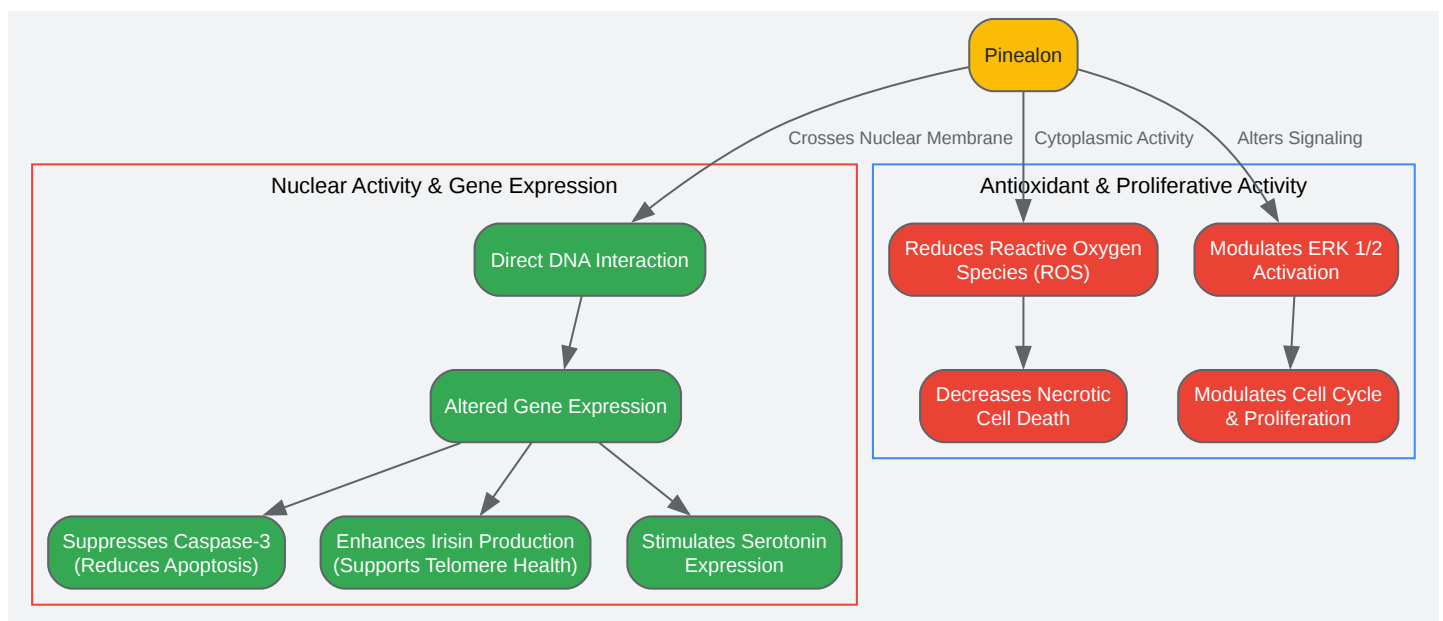 Pinealon
Crosses Nuclear Membrane
Cytoplasmic Activity
Alters Signaling
Nuclear Activity & Gene Expression
Direct DNA Interaction
Altered Gene Expression
Suppresses Caspase-3
(Reduces Apoptosis)
Enhances Irisin Production
(Supports Telomere Health)
Stimulates Serotonin
Expression
Antioxidant & Proliferative Activity
Reduces Reactive Oxygen
Species (ROS)
Decreases Necrotic
Cell Death
Modulates ERK 1/2
Activation
Modulates Cell Cycle
& Proliferation